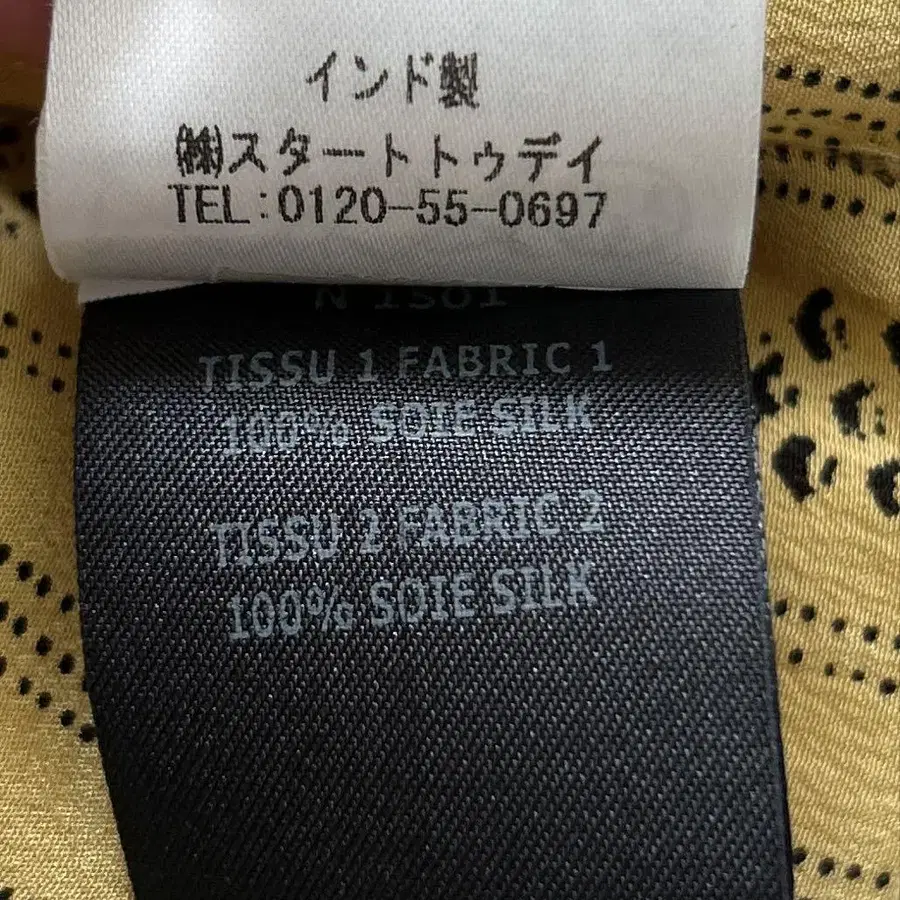 インド製
㈱スタートトゥデイ
TEL:0120-55-0697
TISSU 1 FABRIC 1
100% SOIE SILK
TISSU 2 FABRIC 2
100% SOIE SILK